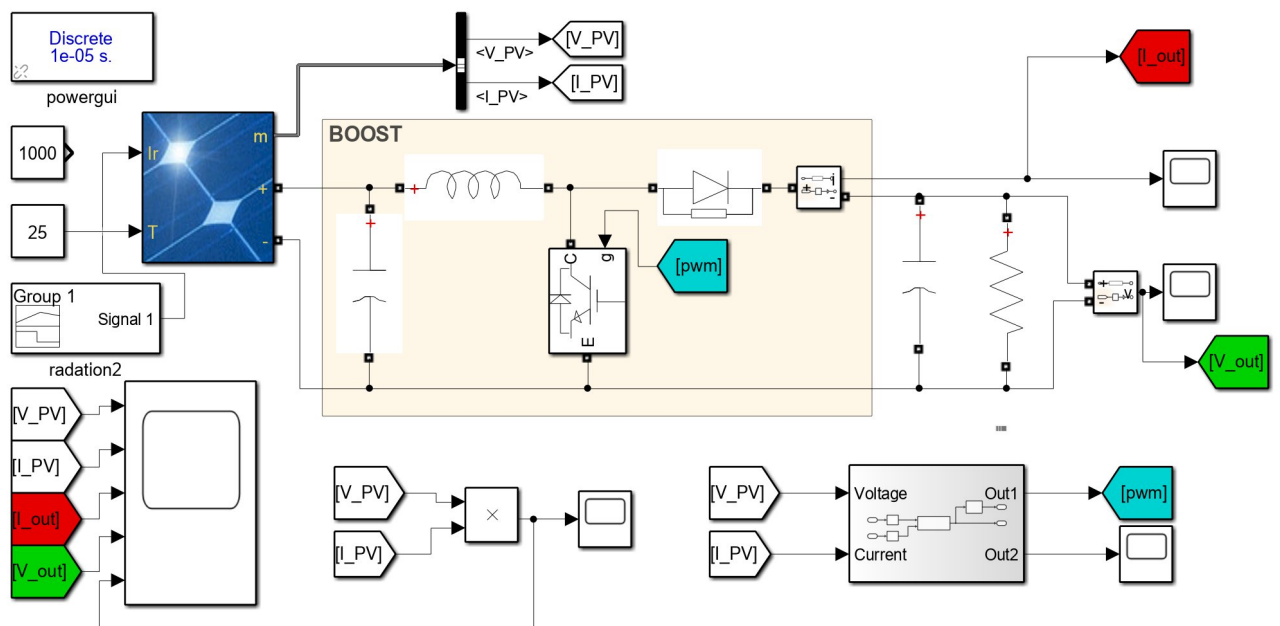 Discrete
1e-05 s.
powergui
<V_PV>
[V_PV]
<I_PV>
[I_PV]
[I_out]
1000
Ir
m
+
25
T
-
BOOST
+
+
i
+
-
+
[pwm]
C
g
E
+
+
-
v
[V_out]
Group 1
Signal 1
radation2
[V_PV]
[I_PV]
[I_out]
[V_out]
[V_PV]
[I_PV]
×
[V_PV]
[I_PV]
Voltage
Current
Out1
Out2
[pwm]